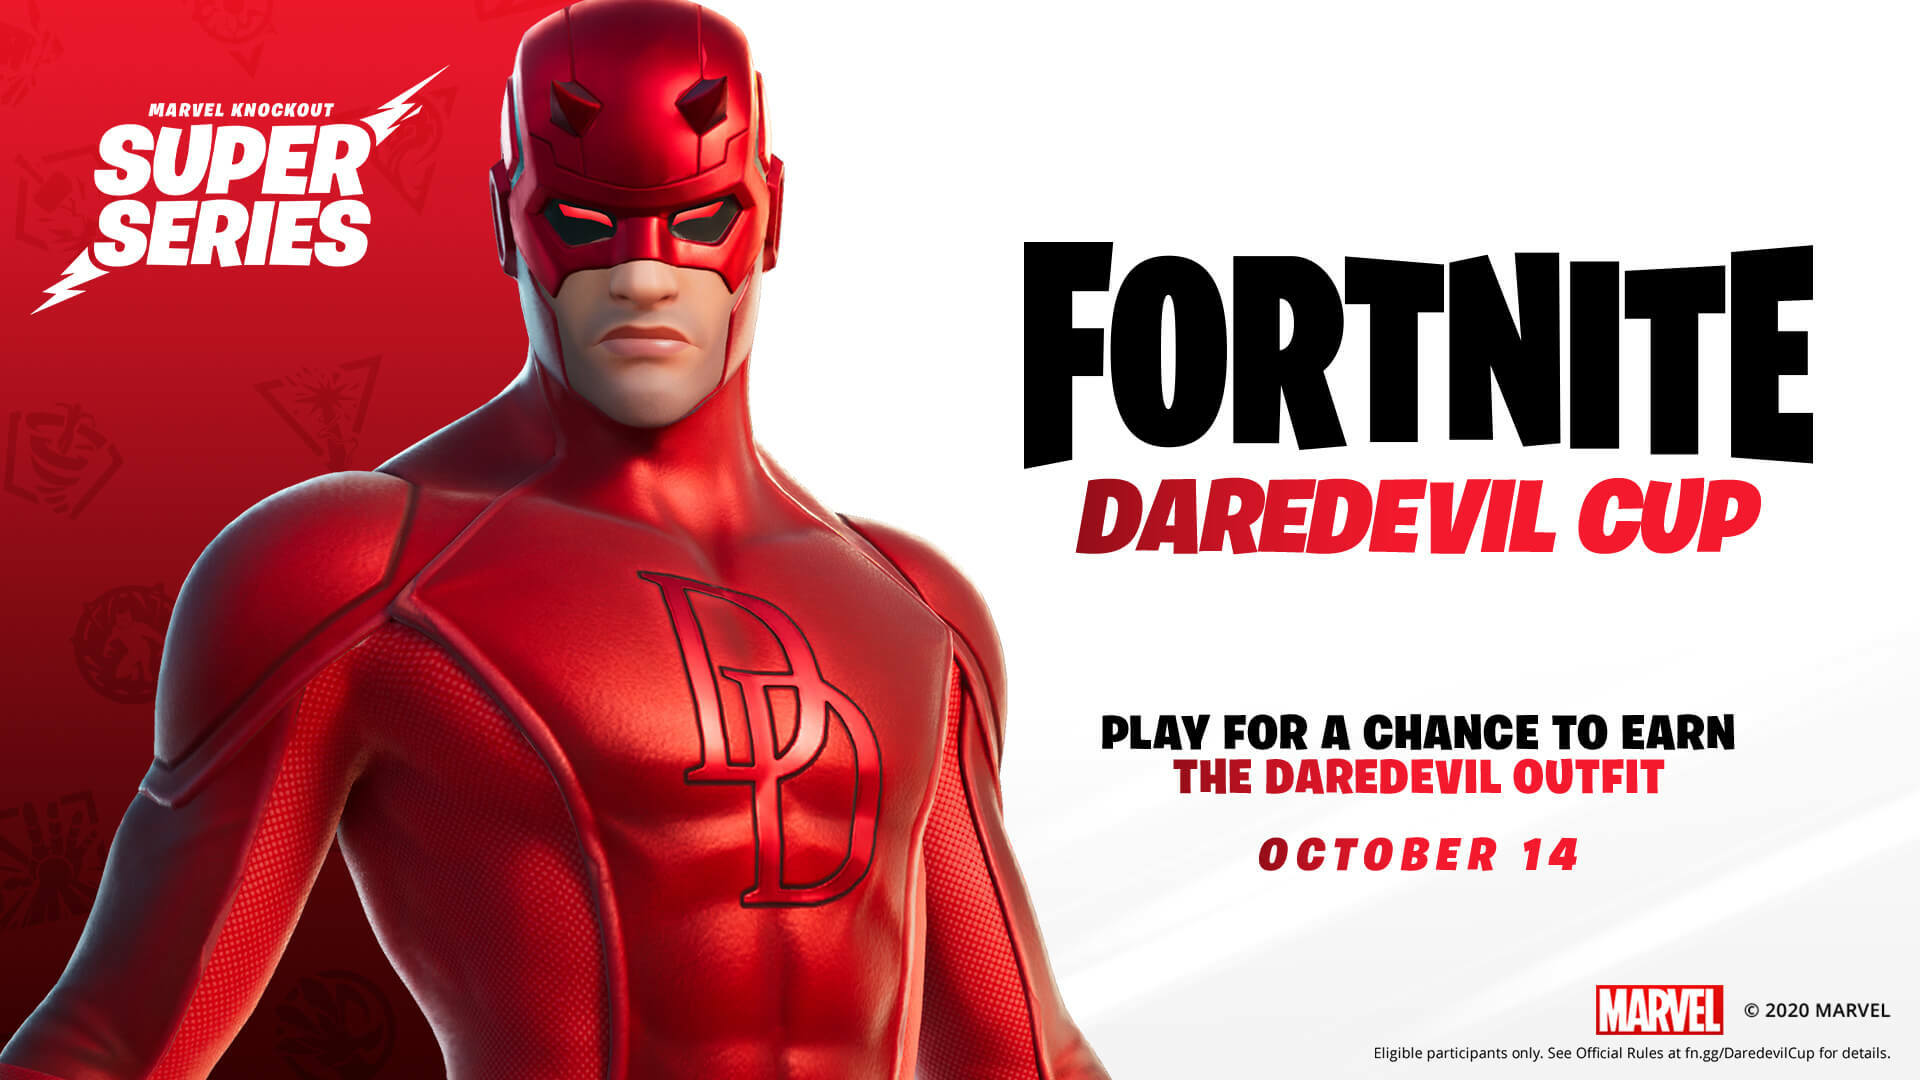 MARVEL KNOCKOUT
SUPER
SERIES
FORTNITE
DAREDEVIL CUP
PLAY FOR A CHANCE TO EARN
THE DAREDEVIL OUTFIT
OCTOBER 14
DD
MARVEL © 2020 MARVEL
Eligible participants only. See Official Rules at fn.gg/DaredevilCup for details.